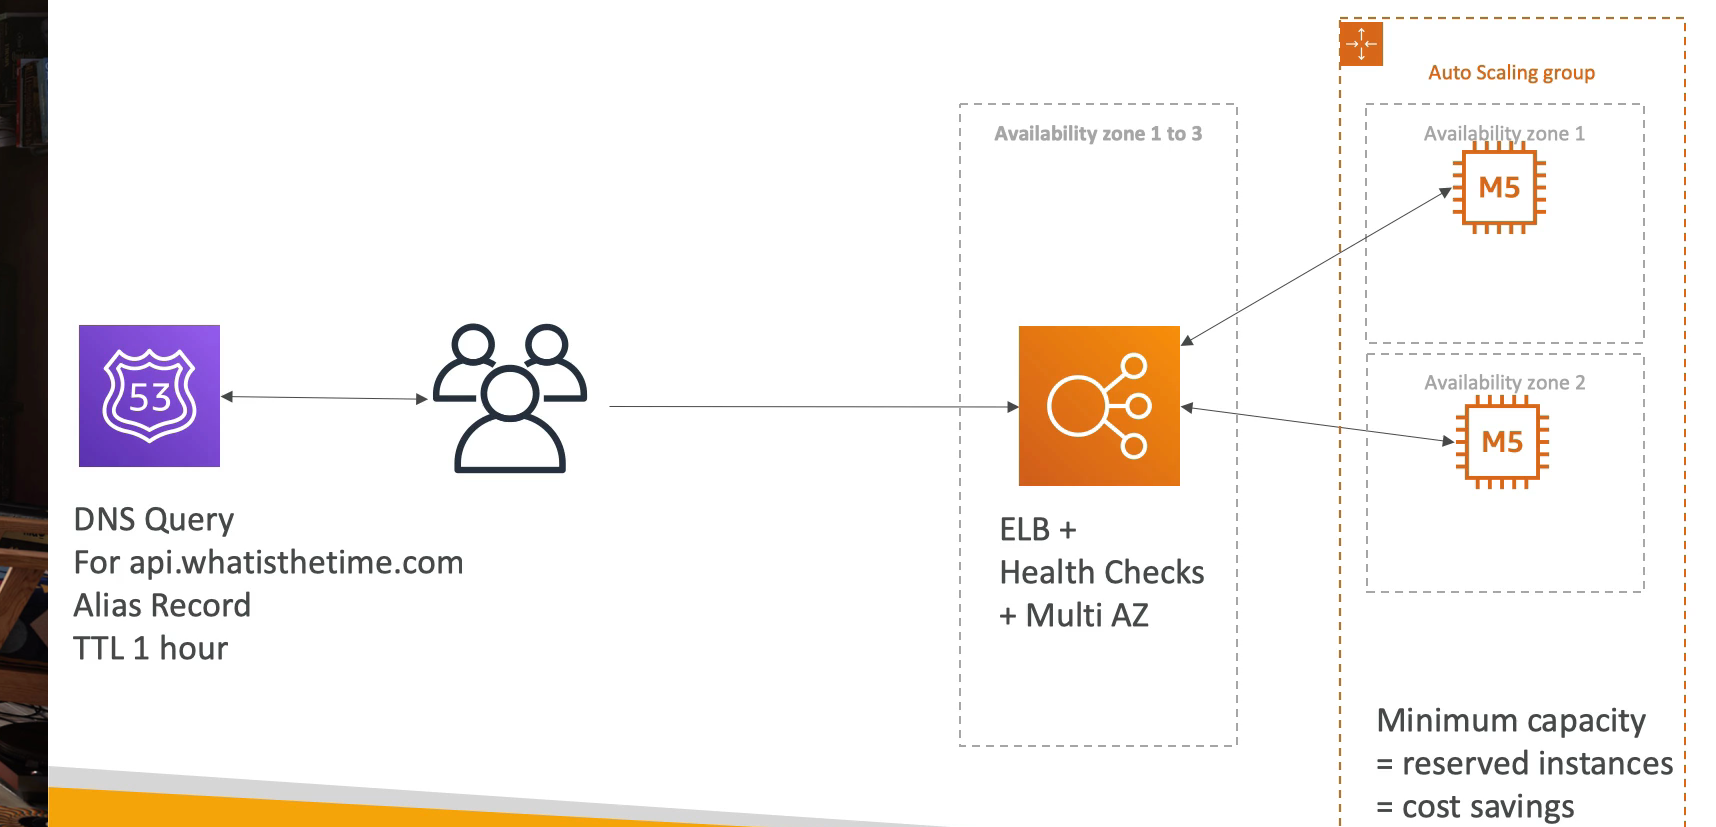 Auto Scaling group
Availability zone 1 to 3
Availability zone 1
M5
53
Availability zone 2
M5
DNS Query
For api.whatisthetime.com
Alias Record
TTL 1 hour
ELB +
Health Checks
+ Multi AZ
Minimum capacity
= reserved instances
= cost savings